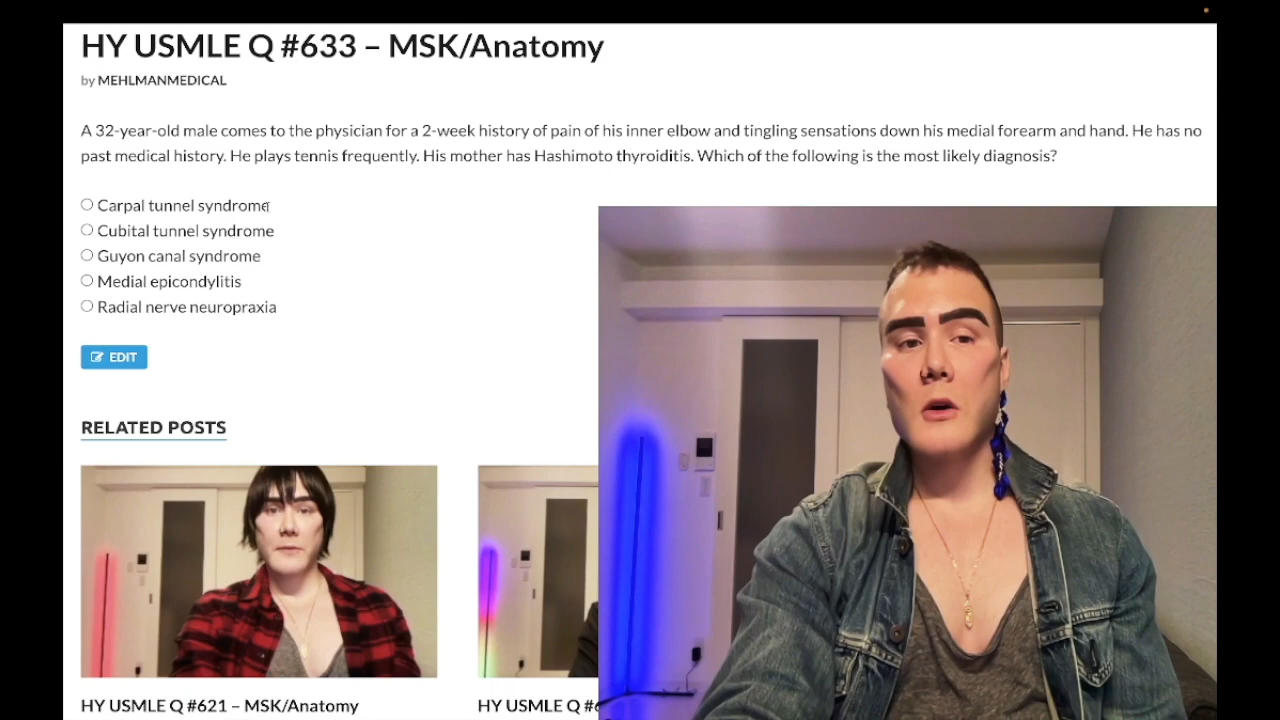 HY USMLE Q #633 – MSK/Anatomy
by MEHLMANMEDICAL
A 32-year-old male comes to the physician for a 2-week history of pain of his inner elbow and tingling sensations down his medial forearm and hand. He has no
past medical history. He plays tennis frequently. His mother has Hashimoto thyroiditis. Which of the following is the most likely diagnosis?
Carpal tunnel syndrome
Cubital tunnel syndrome
Guyon canal syndrome
Medial epicondylitis
Radial nerve neuropraxia
EDIT
RELATED POSTS
HY USMLE Q #621 – MSK/Anatomy
HY USMLE Q #6